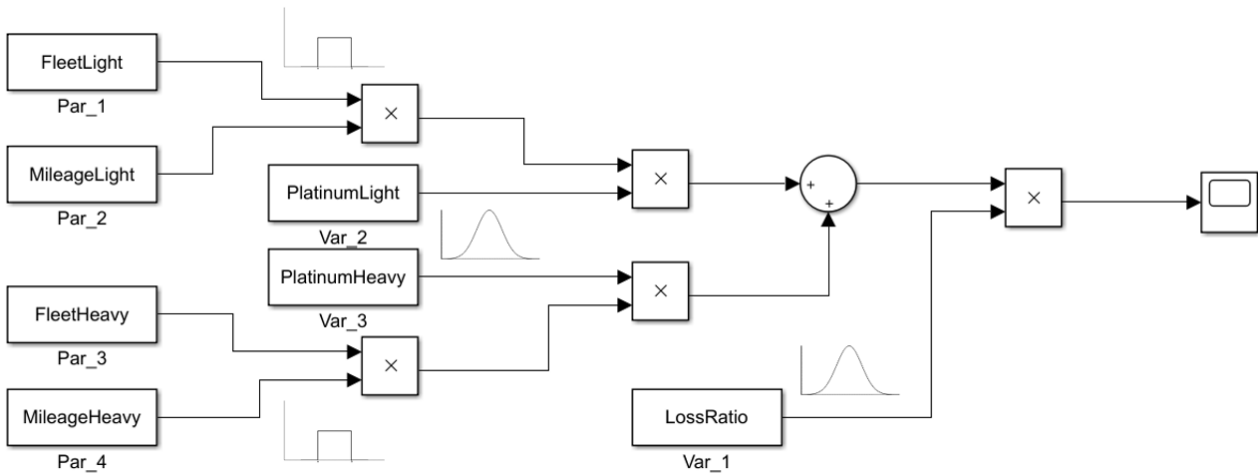 FleetLight
Par_1
×
MileageLight
Par_2
PlatinumLight
Var_2
×
+
+
×
PlatinumHeavy
Var_3
×
FleetHeavy
Par_3
×
MileageHeavy
Par_4
LossRatio
Var_1